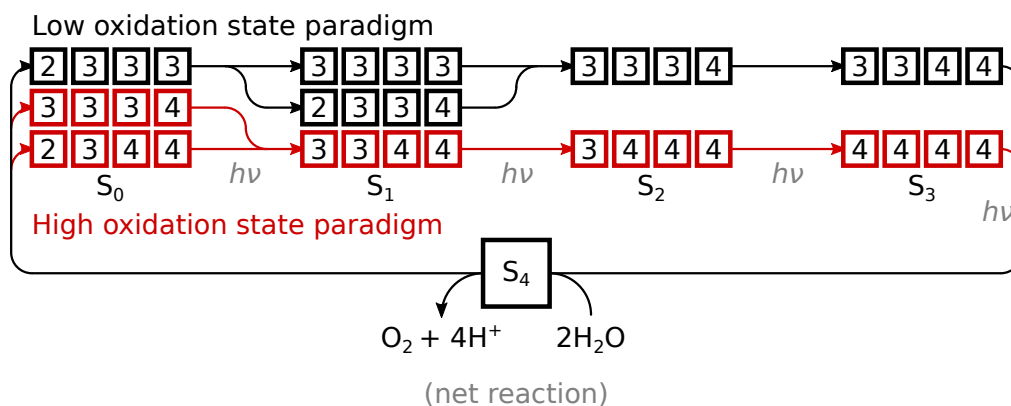 Low oxidation state paradigm
2 3 3 3 3 3 3 3 3 3 3 4 3 3 4 4
3 3 3 4 2 3 3 4
2 3 4 4 3 3 4 4 3 4 4 4 4 4 4 4
hν hν hν
S₀ S₁ S₂ S₃
hν
High oxidation state paradigm
S₄
O₂ + 4H⁺ 2H₂O
(net reaction)